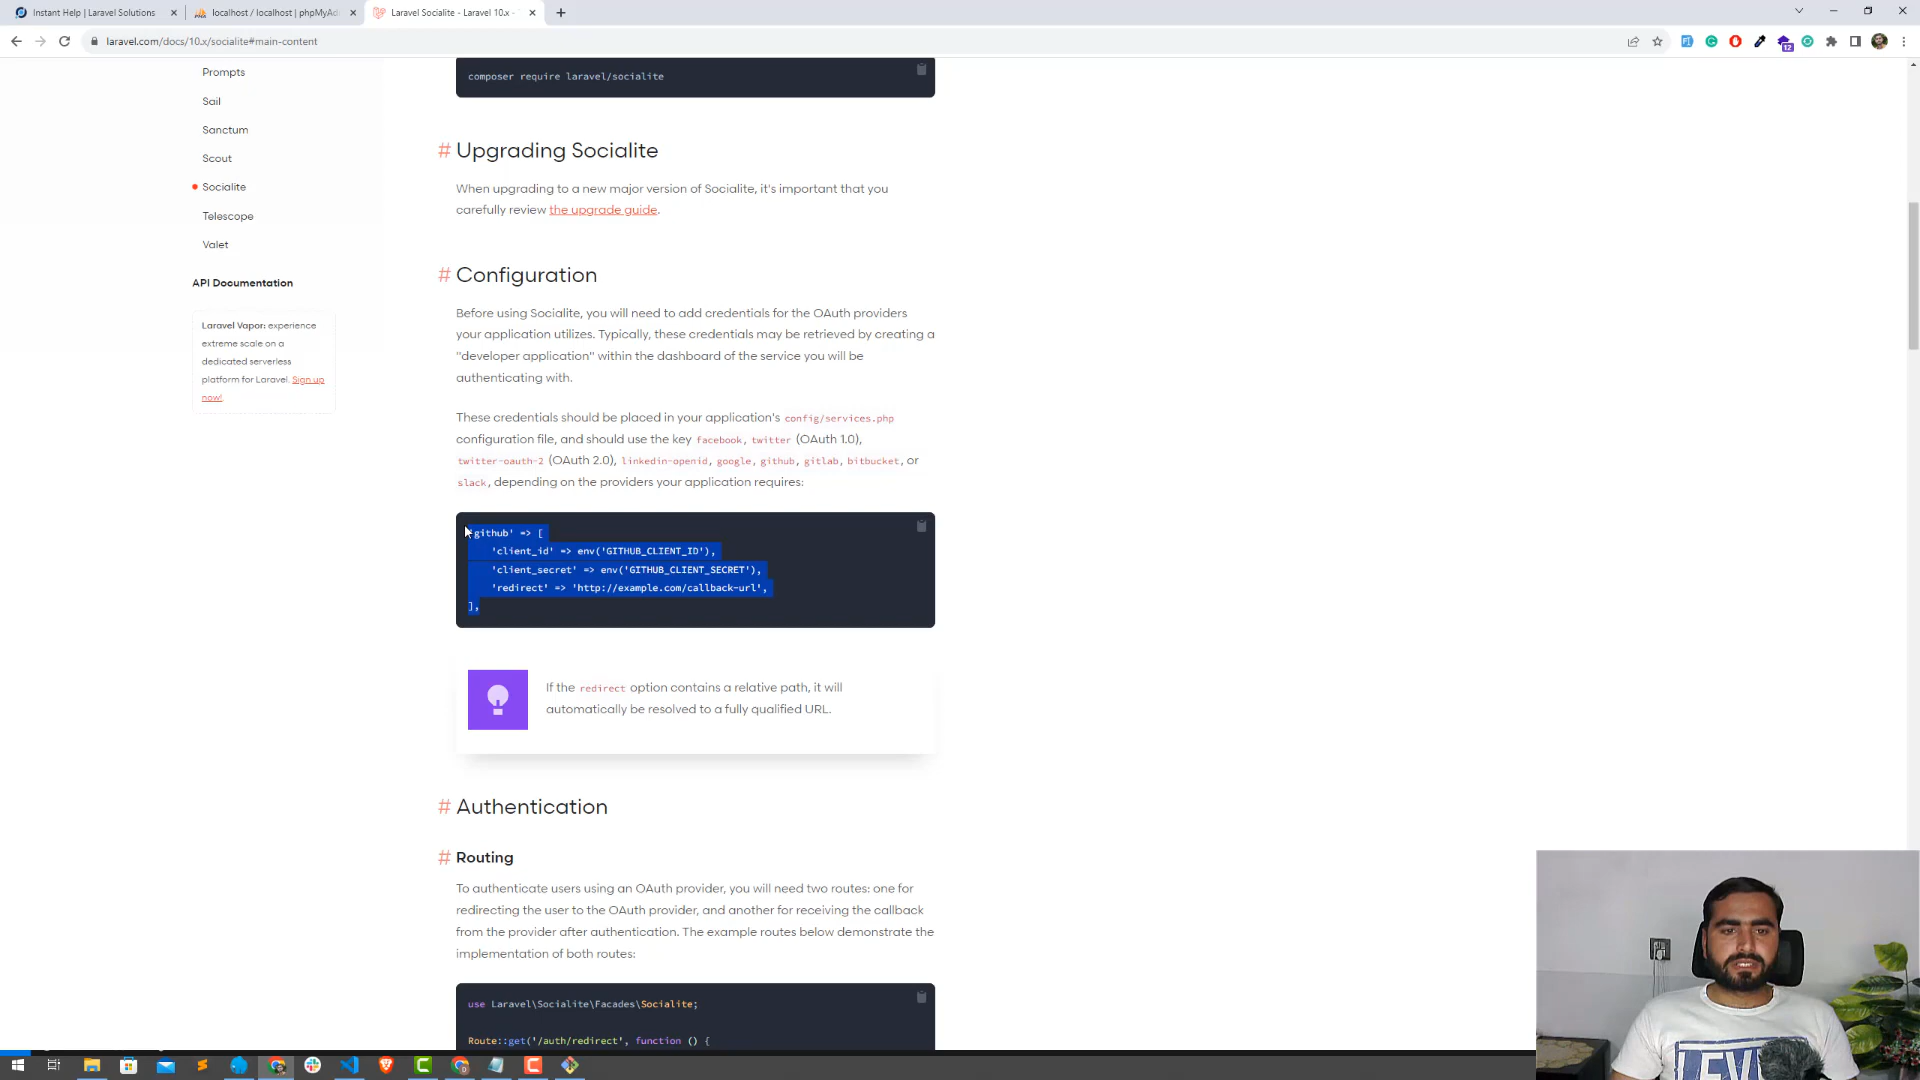 Instant Help | Laravel Solutions
localhost / localhost | phpMyAd
Laravel Socialite - Laravel 10.x -
laravel.com/docs/10.x/socialite#main-content
12
Prompts
Sail
Sanctum
Scout
Socialite
Telescope
Valet
API Documentation
Laravel Vapor: experience
extreme scale on a
dedicated serverless
platform for Laravel. Sign up
now!.
composer require laravel/socialite
# Upgrading Socialite
When upgrading to a new major version of Socialite, it's important that you
carefully review the upgrade guide.
# Configuration
Before using Socialite, you will need to add credentials for the OAuth providers
your application utilizes. Typically, these credentials may be retrieved by creating a
"developer application" within the dashboard of the service you will be
authenticating with.
These credentials should be placed in your application's config/services.php
configuration file, and should use the key facebook, twitter (OAuth 1.0),
twitter-oauth-2 (OAuth 2.0), linkedin-openid, google, github, gitlab, bitbucket, or
slack, depending on the providers your application requires:
'github' => [
'client_id' => env('GITHUB_CLIENT_ID'),
'client_secret' => env('GITHUB_CLIENT_SECRET'),
'redirect' => 'http://example.com/callback-url',
],
If the redirect option contains a relative path, it will
automatically be resolved to a fully qualified URL.
# Authentication
# Routing
To authenticate users using an OAuth provider, you will need two routes: one for
redirecting the user to the OAuth provider, and another for receiving the callback
from the provider after authentication. The example routes below demonstrate the
implementation of both routes:
use Laravel\Socialite\Facades\Socialite;
Route::get('/auth/redirect', function () {